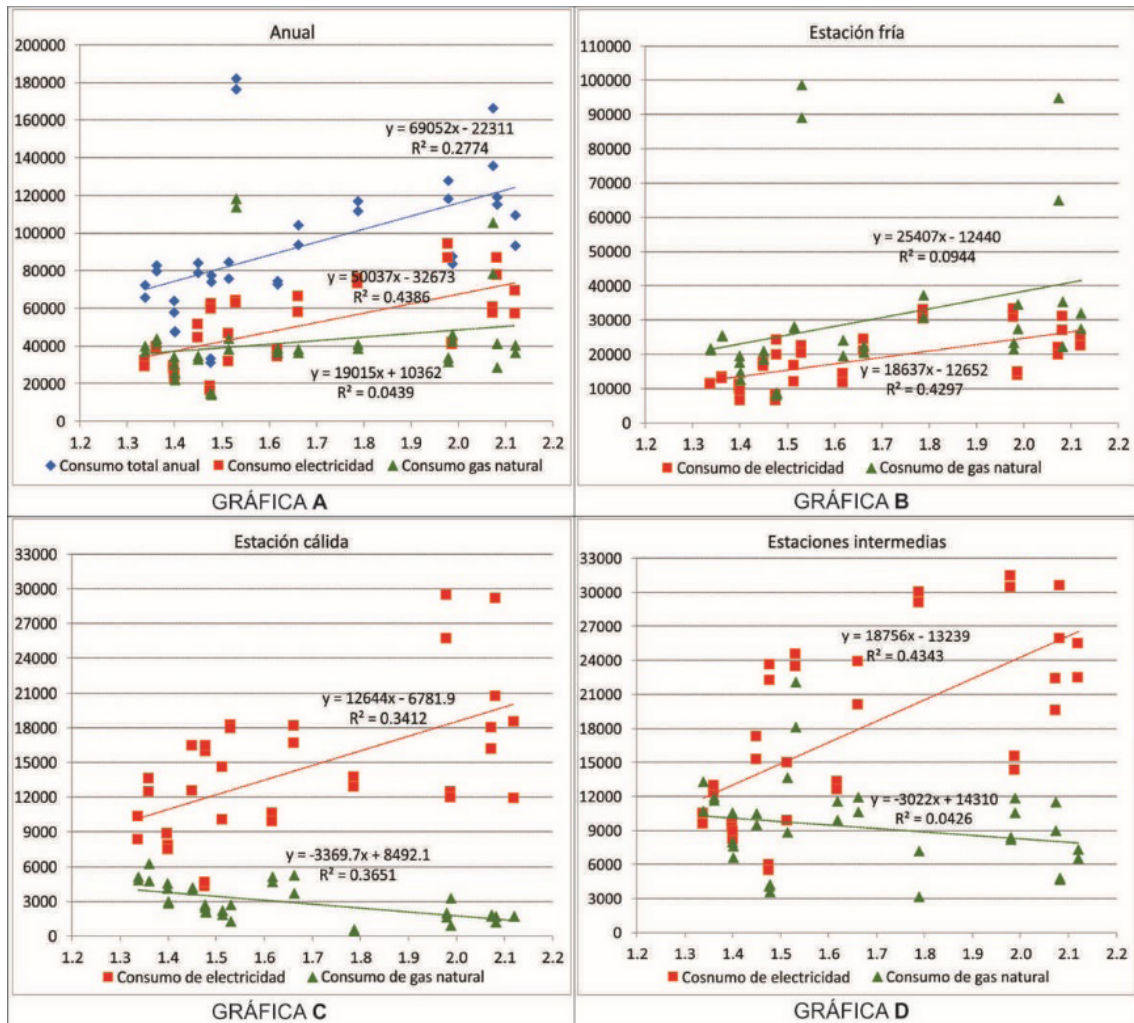 Anual
200000
180000
160000
140000
120000
100000
80000
60000
40000
20000
0
y = 69052x - 22311
R² = 0.2774
y = 50037x - 32673
R² = 0.4386
y = 19015x + 10362
R² = 0.0439
1.2 1.3 1.4 1.5 1.6 1.7 1.8 1.9 2.0 2.1 2.2
Consumo total anual Consumo electricidad Consumo gas natural
GRÁFICA A
Estación fría
110000
100000
90000
80000
70000
60000
50000
40000
30000
20000
10000
0
y = 25407x - 12440
R² = 0.0944
y = 18637x - 12652
R² = 0.4297
1.2 1.3 1.4 1.5 1.6 1.7 1.8 1.9 2.0 2.1 2.2
Consumo de electricidad Cosnumo de gas natural
GRÁFICA B
Estación cálida
33000
30000
27000
24000
21000
18000
15000
12000
9000
6000
3000
0
y = 12644x - 6781.9
R² = 0.3412
y = -3369.7x + 8492.1
R² = 0.3651
1.2 1.3 1.4 1.5 1.6 1.7 1.8 1.9 2.0 2.1 2.2
Consumo de electricidad Consumo de gas natural
GRÁFICA C
Estaciones intermedias
33000
30000
27000
24000
21000
18000
15000
12000
9000
6000
3000
0
y = 18756x - 13239
R² = 0.4343
y = -3022x + 14310
R² = 0.0426
1.2 1.3 1.4 1.5 1.6 1.7 1.8 1.9 2.0 2.1 2.2
Consumo de electricidad Consumo de gas natural
GRÁFICA D